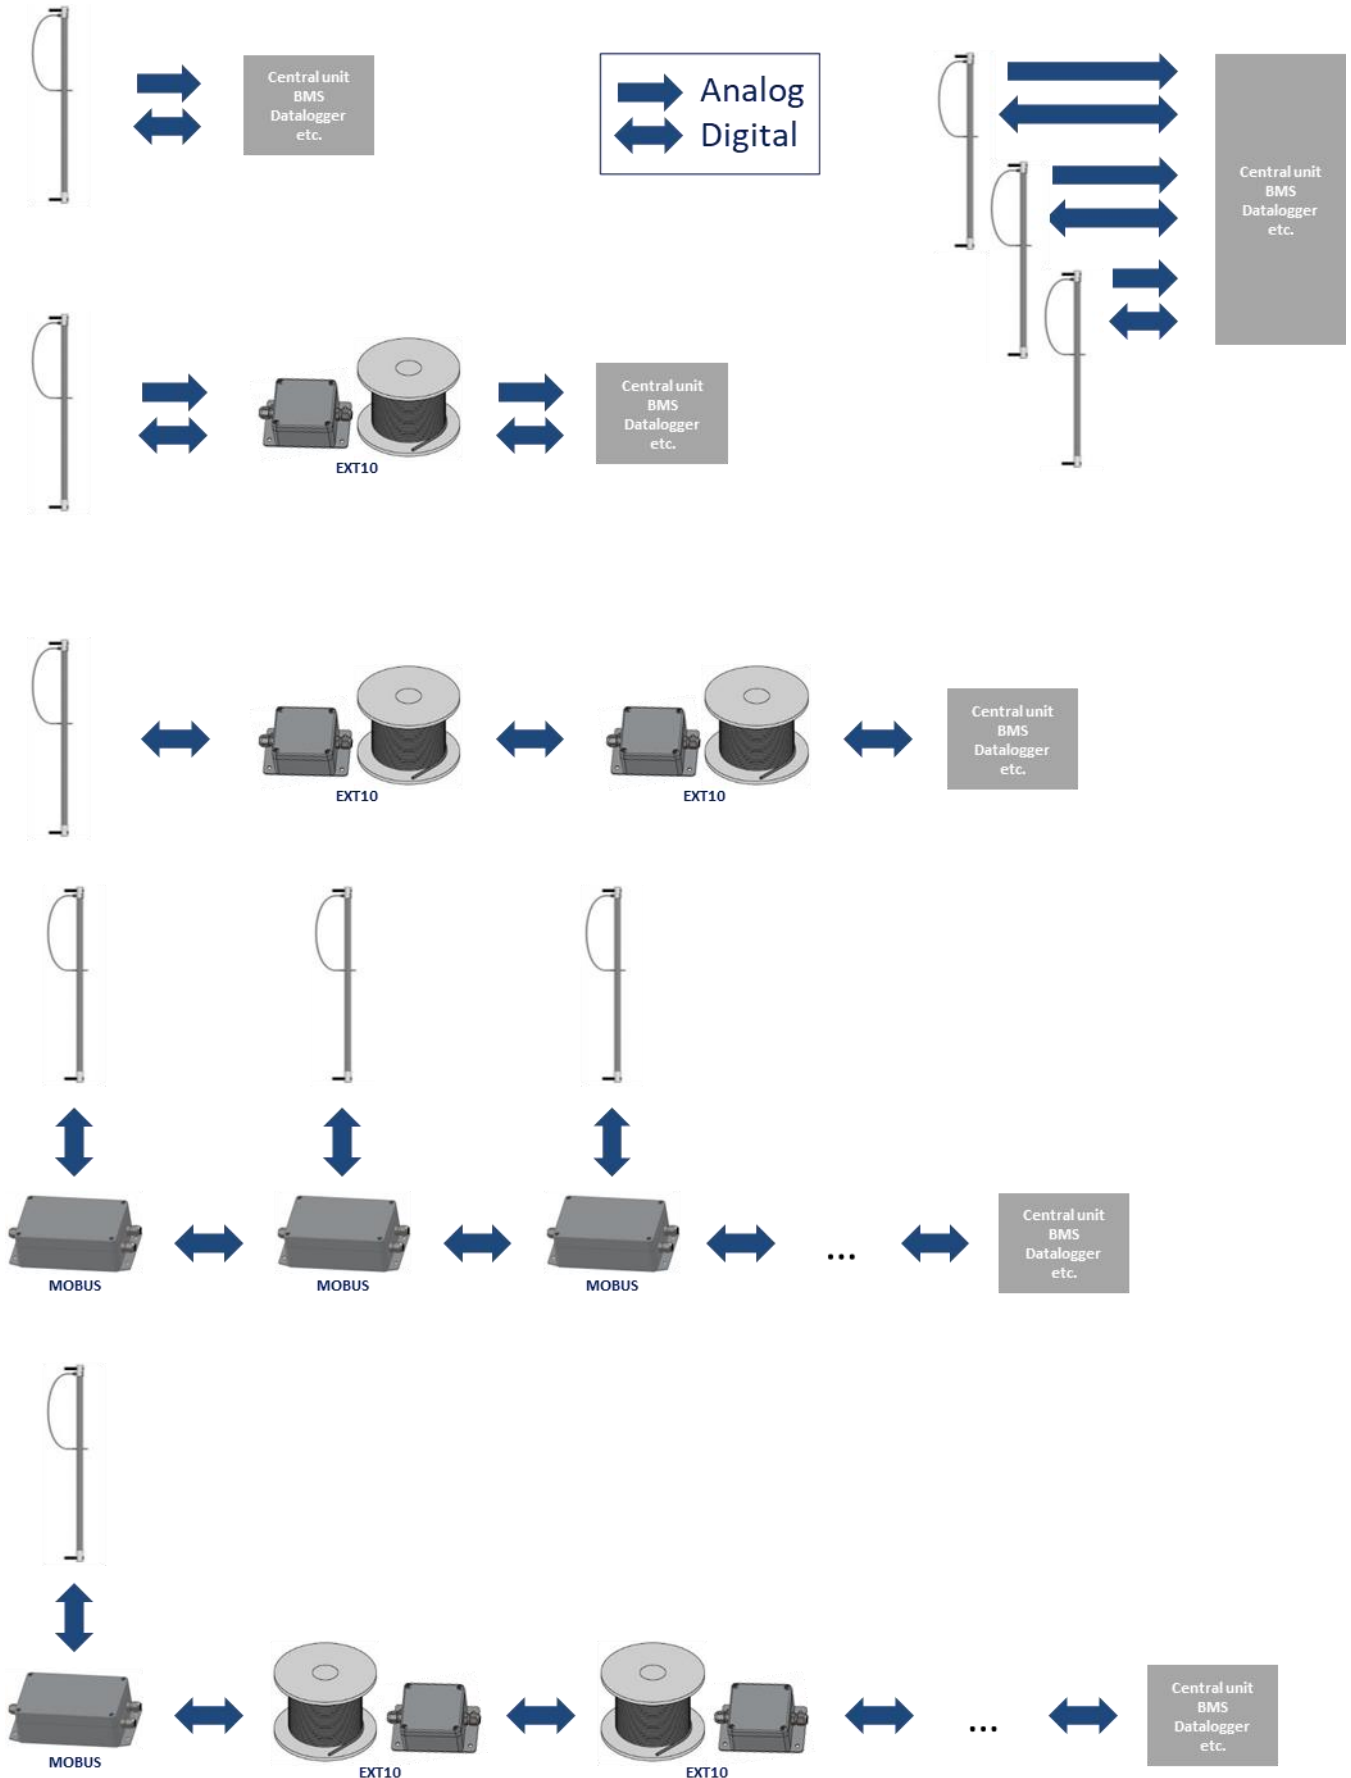 Central unit
BMS
Datalogger
etc.
Analog
Digital
Central unit
BMS
Datalogger
etc.
EXT10
Central unit
BMS
Datalogger
etc.
EXT10
EXT10
Central unit
BMS
Datalogger
etc.
MOBUS
MOBUS
MOBUS
...
Central unit
BMS
Datalogger
etc.
MOBUS
EXT10
EXT10
...
Central unit
BMS
Datalogger
etc.